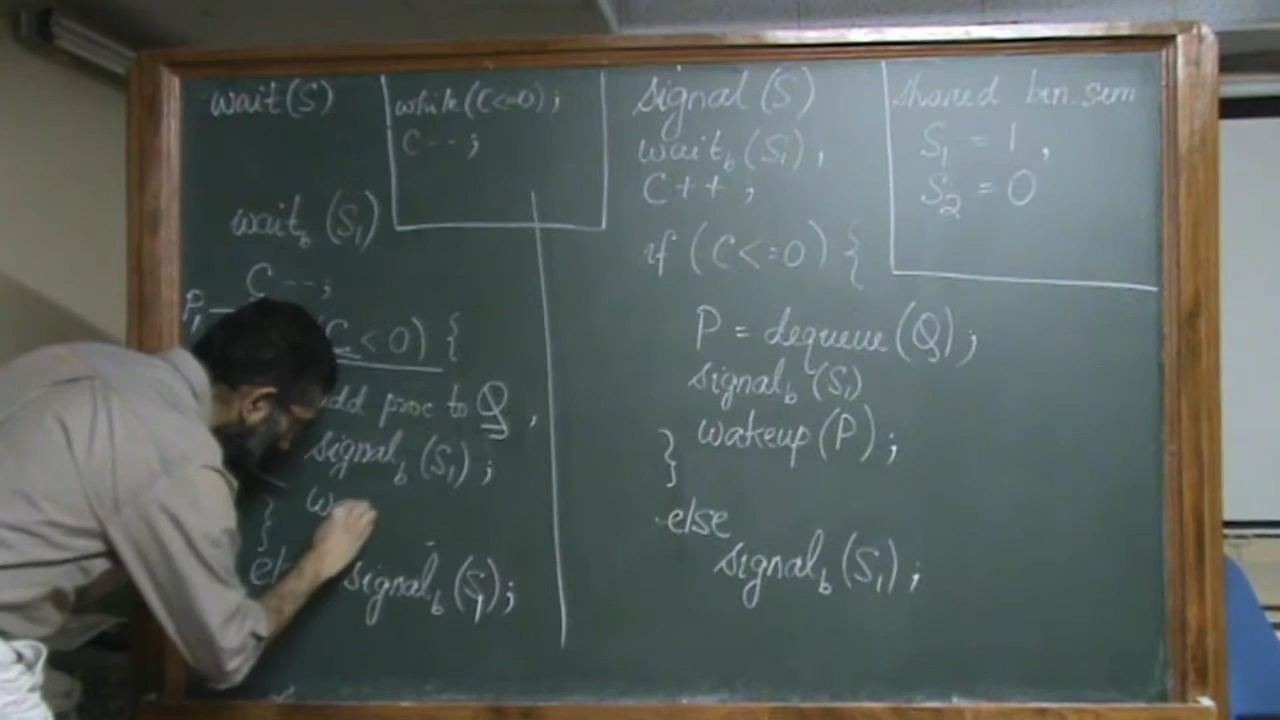 wait(S)
while(C<=0);
C--;
wait_b(S_1)
C--;
P_1
(C<0) {
add proc to Q,
signal_b(S_1);
}
signal_b(S_1);
signal(S)
wait_b(S_1);
C++;
if (C<=0) {
P = dequeue(Q);
signal_b(S_1)
wakeup(P);
}
else
signal_b(S_1);
shared bin. sem
S_1 = 1,
S_2 = 0